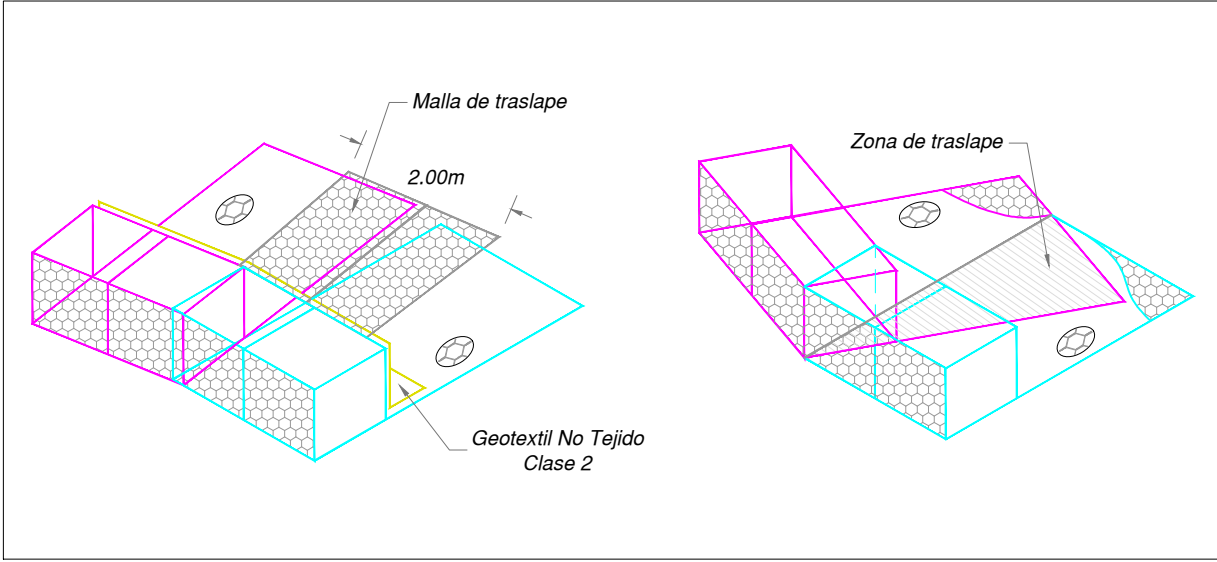 Malla de traslape
2.00m
Geotextil No Tejido
Clase 2
Zona de traslape